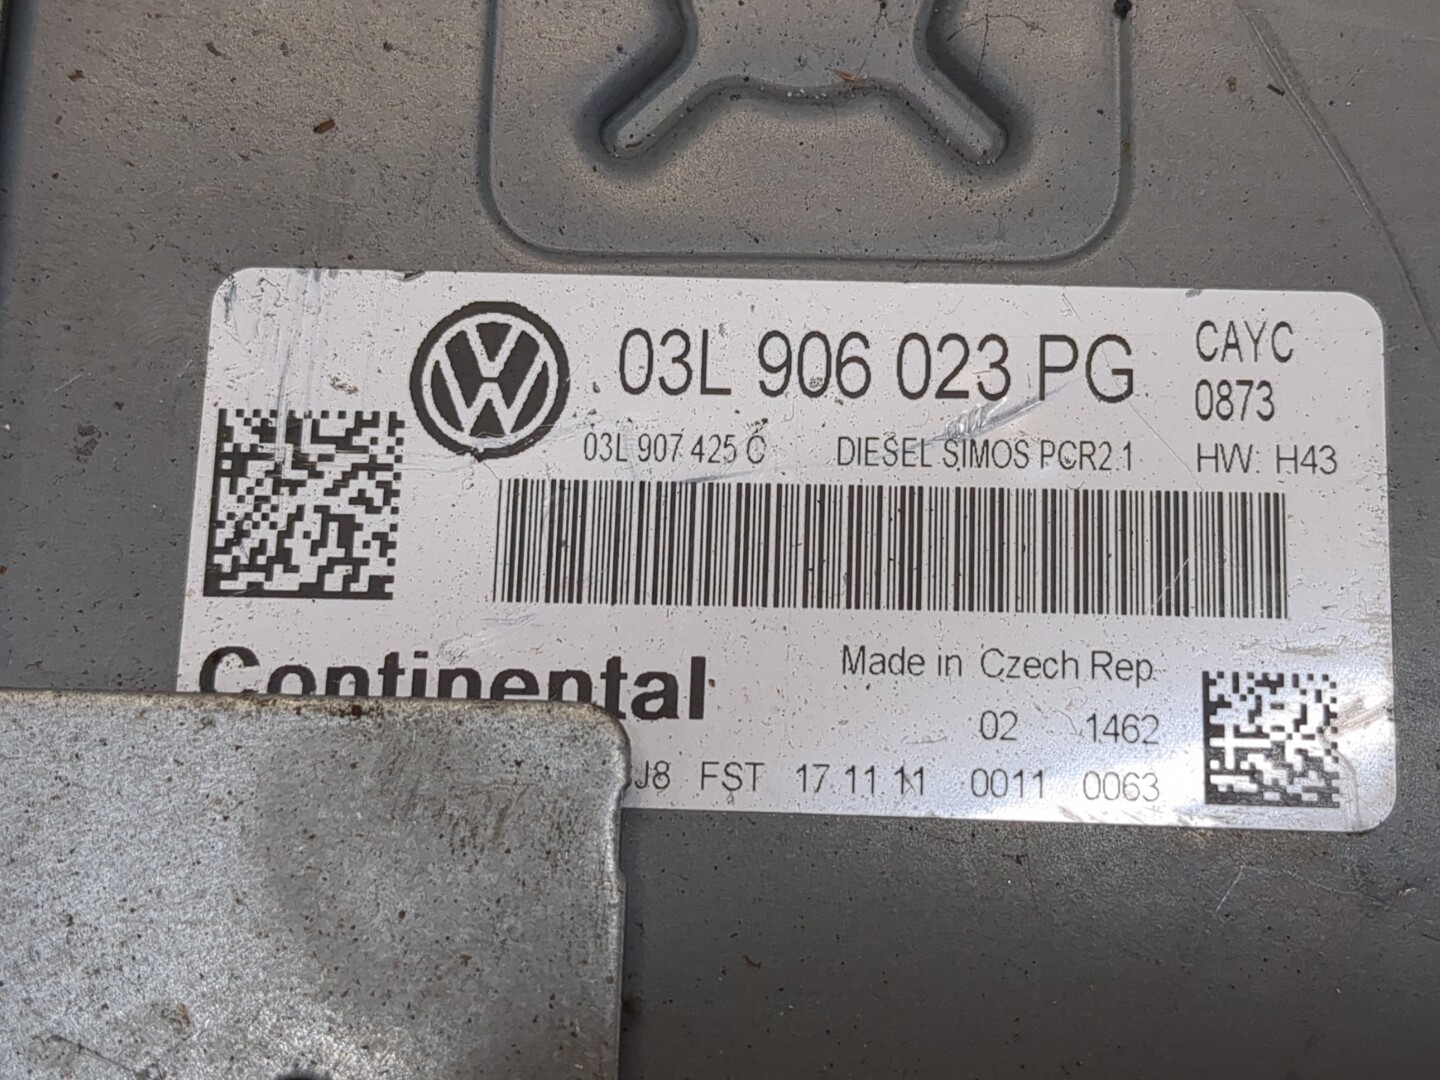 03L 906 023 PG
CAYC
0873
03L 907 425 C DIESEL SIMOS PCR2.1 HW: H43
Continental
Made in Czech Rep.
02 1462
J8 FST 17.11.11 0011 0063